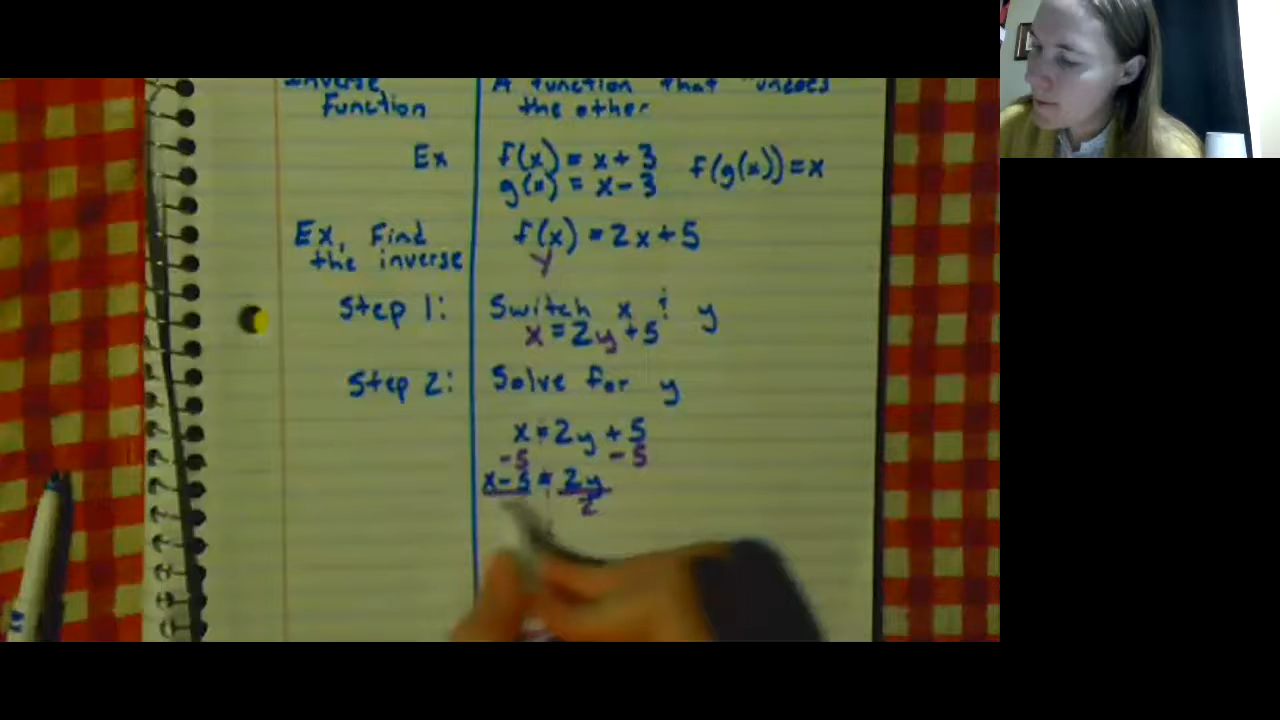 Inverse
Function
A function that "undoes
the other
Ex
f(x) = x + 3
g(x) = x - 3
f(g(x)) = x
Ex. Find
the inverse
f(x) = 2x + 5
y
Step 1:
Switch x & y
x = 2y + 5
Step 2:
Solve for y
x = 2y + 5
-5 -5
x - 5 = 2y
2